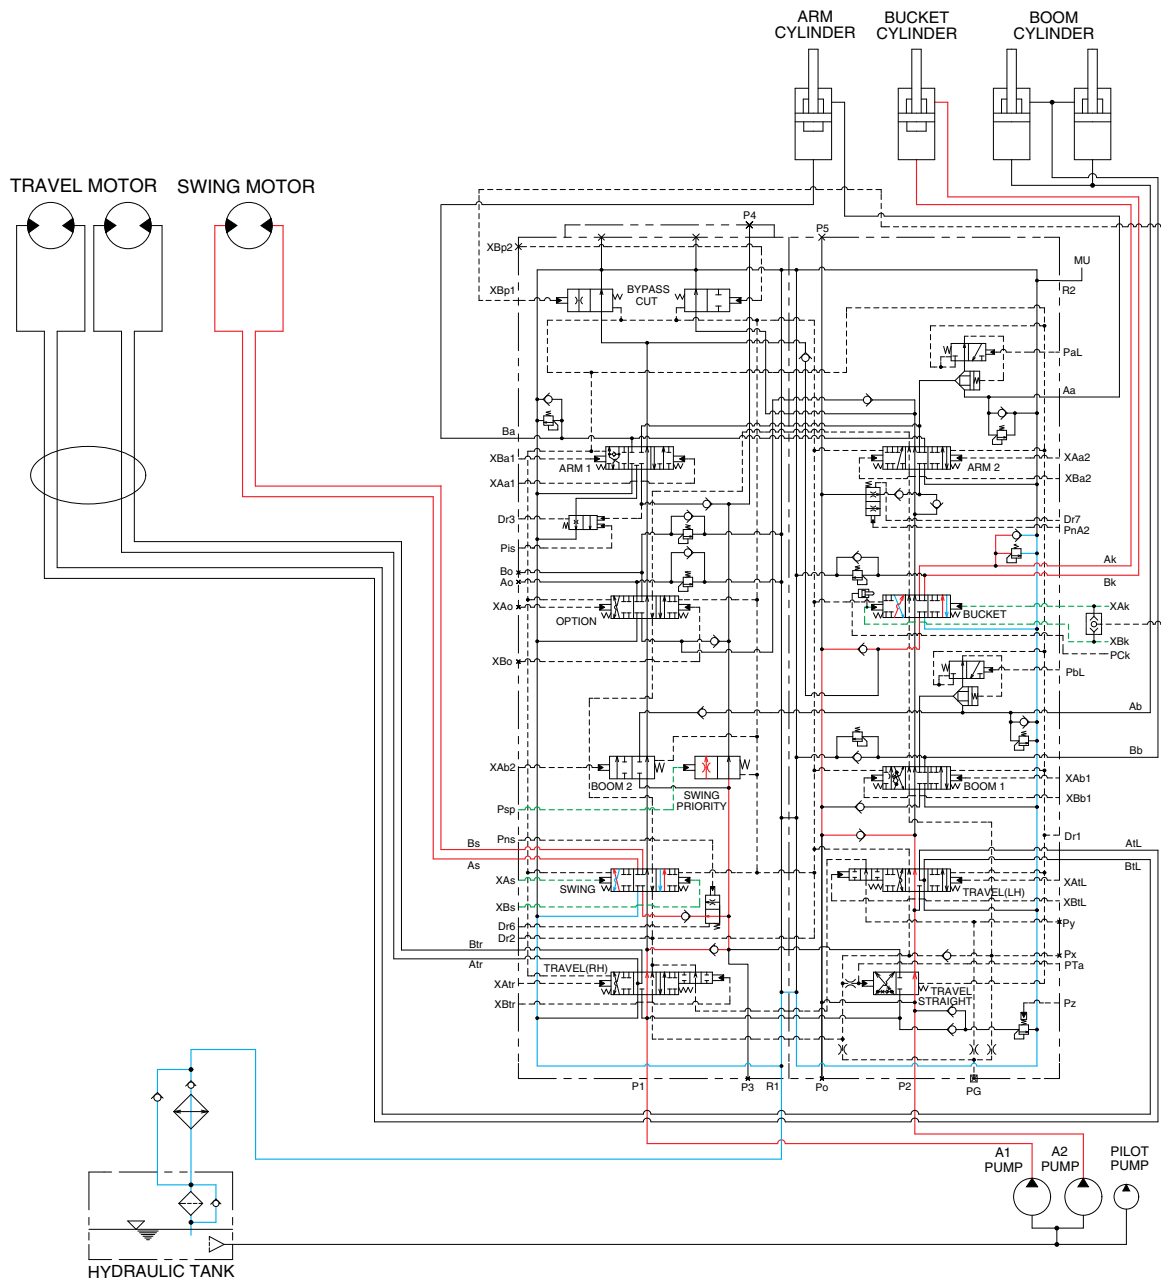 ARM
CYLINDER
BUCKET
CYLINDER
BOOM
CYLINDER
TRAVEL MOTOR
SWING MOTOR
P4
P5
XBp2
MU
XBp1
BYPASS
CUT
R2
PaL
Aa
Ba
XBa1
ARM 1
ARM 2
XAa2
XAa1
XBa2
Dr3
Dr7
PnA2
Pis
Ak
Bo
Ao
Bk
XAo
OPTION
BUCKET
XAk
XBk
PCk
XBo
PbL
Ab
Bb
XAb2
BOOM 2
SWING
PRIORITY
BOOM 1
XAb1
XBb1
Psp
Pns
Dr1
Bs
AtL
As
BtL
XAs
SWING
TRAVEL(LH)
XAtL
XBs
XBtL
Dr6
Py
Dr2
Btr
Px
Atr
TRAVEL(RH)
PTa
XAtr
TRAVEL
STRAIGHT
XBtr
Pz
P1
P3
R1
Po
P2
PG
A1
PUMP
A2
PUMP
PILOT
PUMP
HYDRAULIC TANK